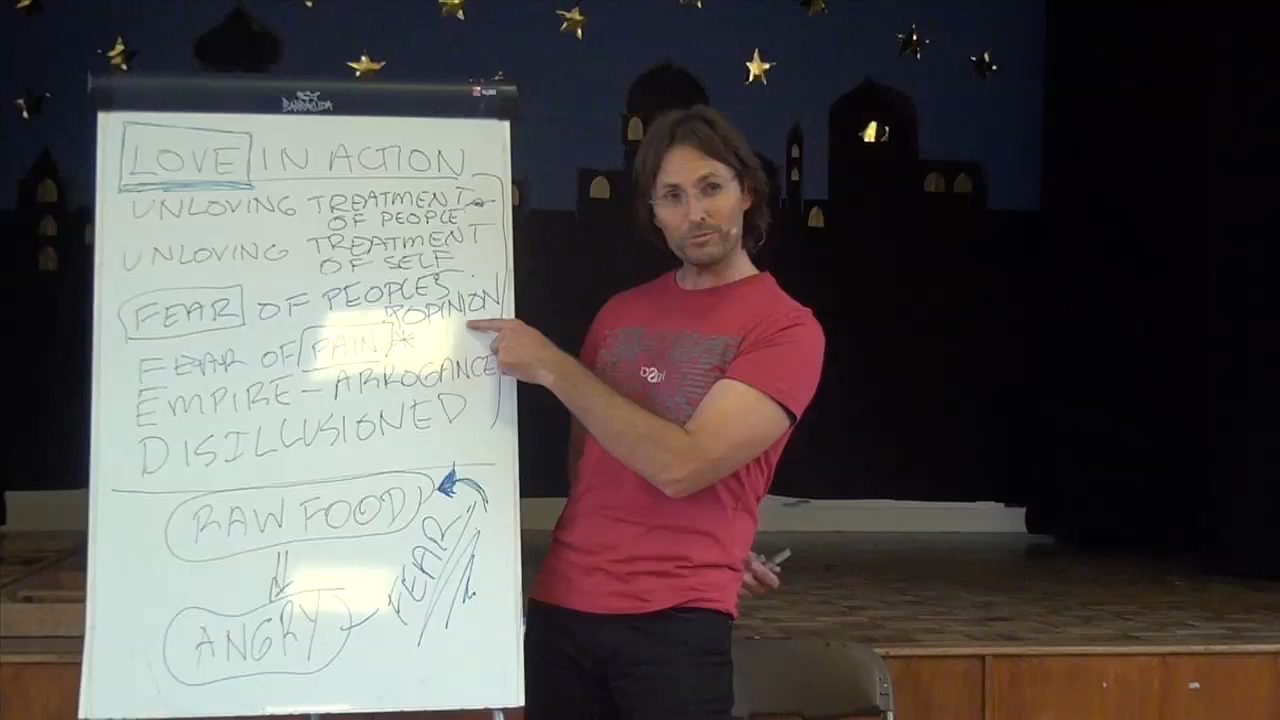 BARRACUDA
LOVE IN ACTION
UNLOVING TREATMENT
OF PEOPLE
UNLOVING TREATMENT
OF SELF
FEAR OF PEOPLES
OPINION
FEAR OF PAIN *
EMPIRE - ARROGANCE
DISILLUSIONED
RAW FOOD
FEAR
ANGRY